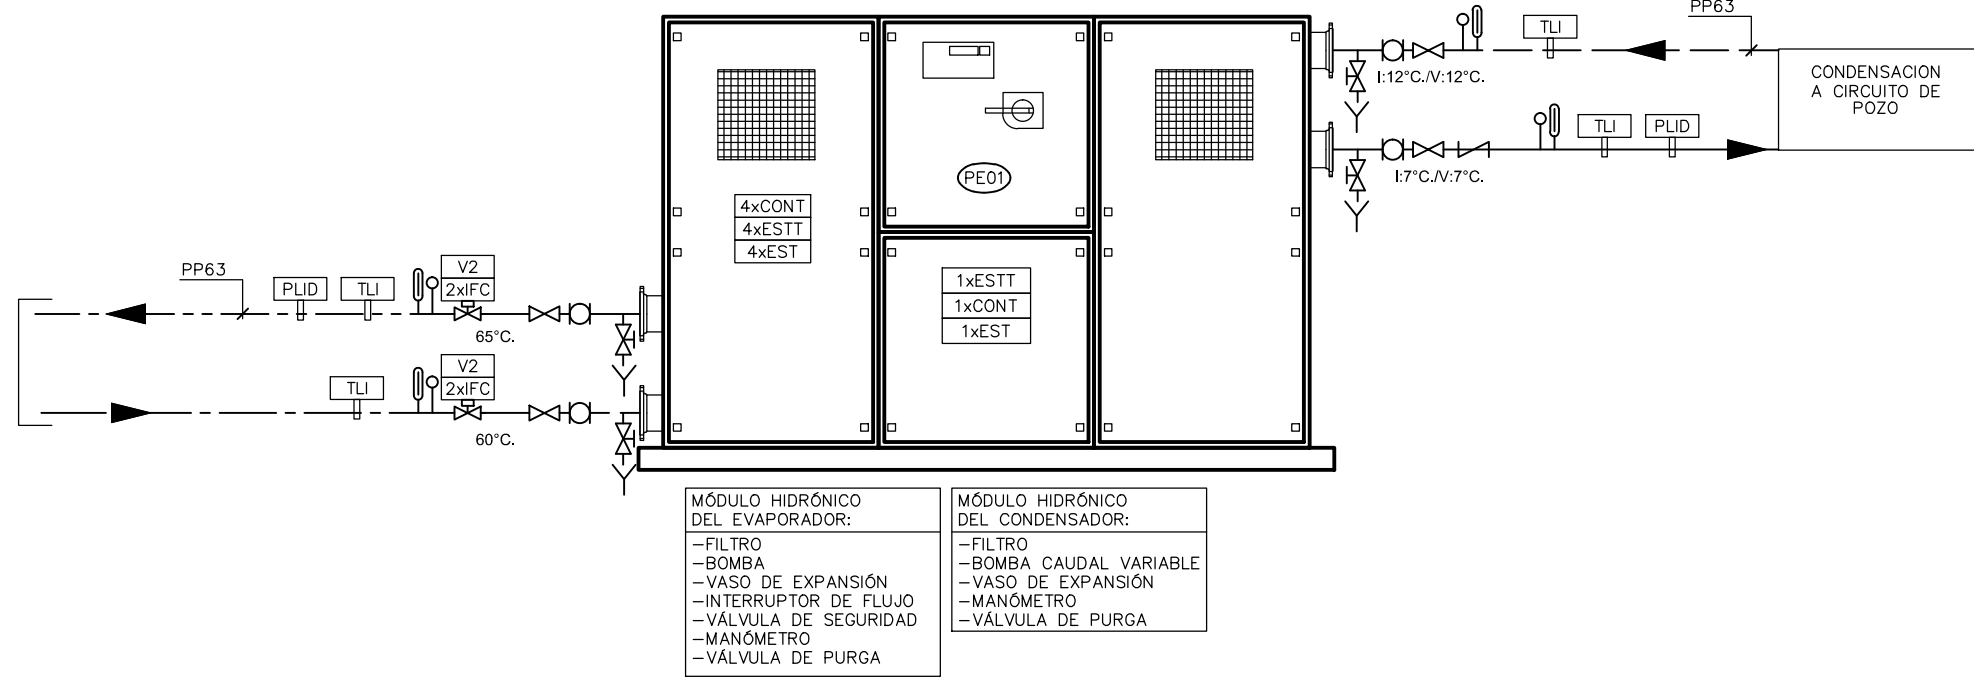 PP63
TLI
I:12°C./V:12°C.
CONDENSACION
A CIRCUITO DE
POZO
TLI
PLID
I:7°C./V:7°C.
PE01
4xCONT
4xESTT
4xEST
1xESTT
1xCONT
1xEST
PP63
PLID
TLI
V2
2xIFC
65°C.
TLI
V2
2xIFC
60°C.
MÓDULO HIDRÓNICO
DEL EVAPORADOR:
-FILTRO
-BOMBA
-VASO DE EXPANSIÓN
-INTERRUPTOR DE FLUJO
-VÁLVULA DE SEGURIDAD
-MANÓMETRO
-VÁLVULA DE PURGA
MÓDULO HIDRÓNICO
DEL CONDENSADOR:
-FILTRO
-BOMBA CAUDAL VARIABLE
-VASO DE EXPANSIÓN
-MANÓMETRO
-VÁLVULA DE PURGA